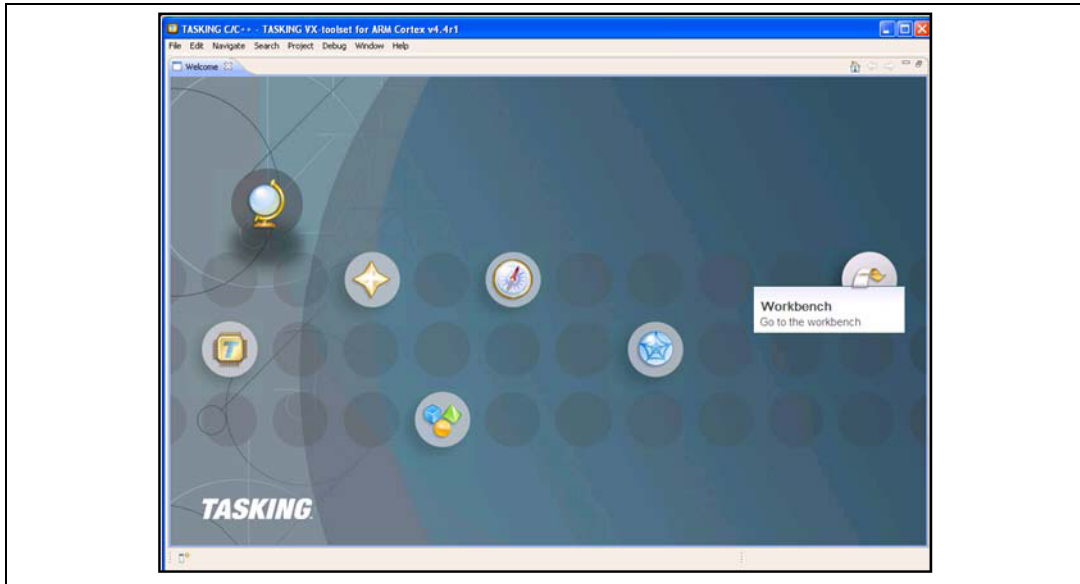 TASKING C/C++ - TASKING VX-toolset for ARM Cortex v4.4r1
File Edit Navigate Search Project Debug Window Help
Welcome
Workbench
Go to the workbench
T
TASKING